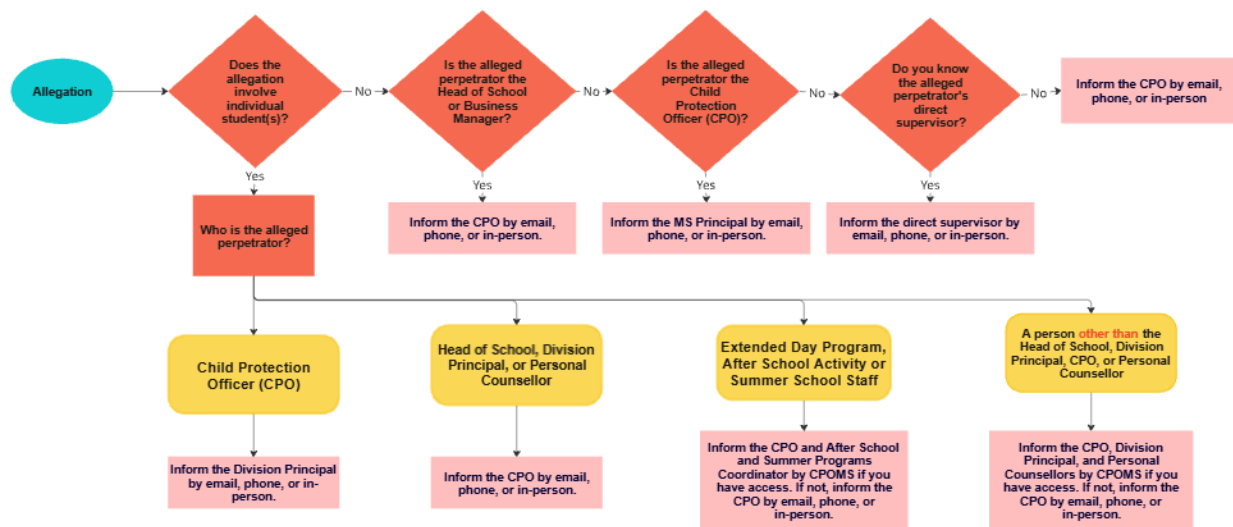 Allegation
Does the
allegation
involve
individual
student(s)?
No
Is the alleged
perpetrator the
Head of School
or Business
Manager?
No
Is the alleged
perpetrator the
Child
Protection
Officer (CPO)?
No
Do you know
the alleged
perpetrator's
direct
supervisor?
No
Inform the CPO by email,
phone, or in-person
Yes
Yes
Yes
Yes
Who is the alleged
perpetrator?
Inform the CPO by email,
phone, or in-person.
Inform the MS Principal by email,
phone, or in-person.
Inform the direct supervisor by
email, phone, or in-person.
Child Protection
Officer (CPO)
Head of School, Division
Principal, or Personal
Counsellor
Extended Day Program,
After School Activity or
Summer School Staff
A person other than the
Head of School, Division
Principal, CPO, or Personal
Counsellor
Inform the Division Principal
by email, phone, or in-
person.
Inform the CPO by email,
phone, or in-person.
Inform the CPO and After School
and Summer Programs
Coordinator by CPOMS if you
have access. If not, inform the
CPO by email, phone, or
in-person.
Inform the CPO, Division
Principal, and Personal
Counsellors by CPOMS if you
have access. If not, inform the
CPO by email, phone, or
in-person.